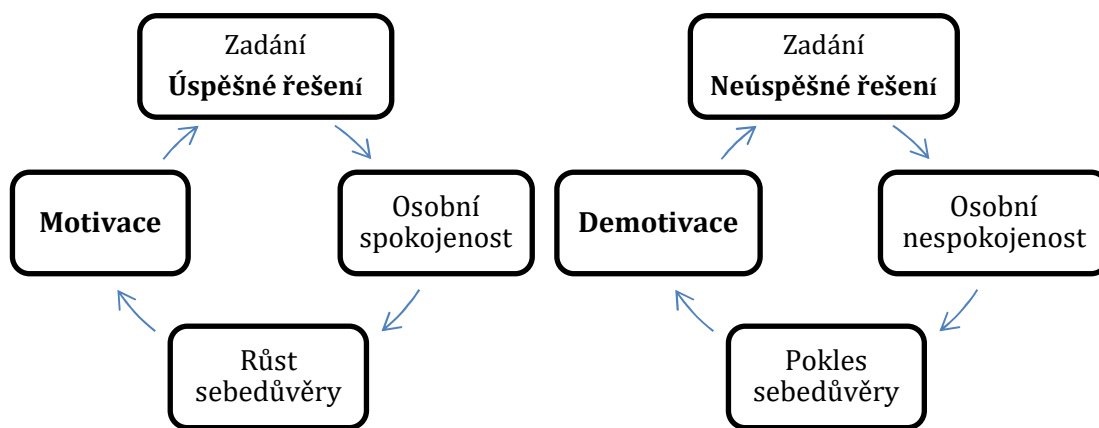 Zadání
Úspěšné řešení
Osobní
spokojenost
Růst
sebedůvěry
Motivace
Zadání
Neúspěšné řešení
Osobní
nespokojenost
Pokles
sebedůvěry
Demotivace